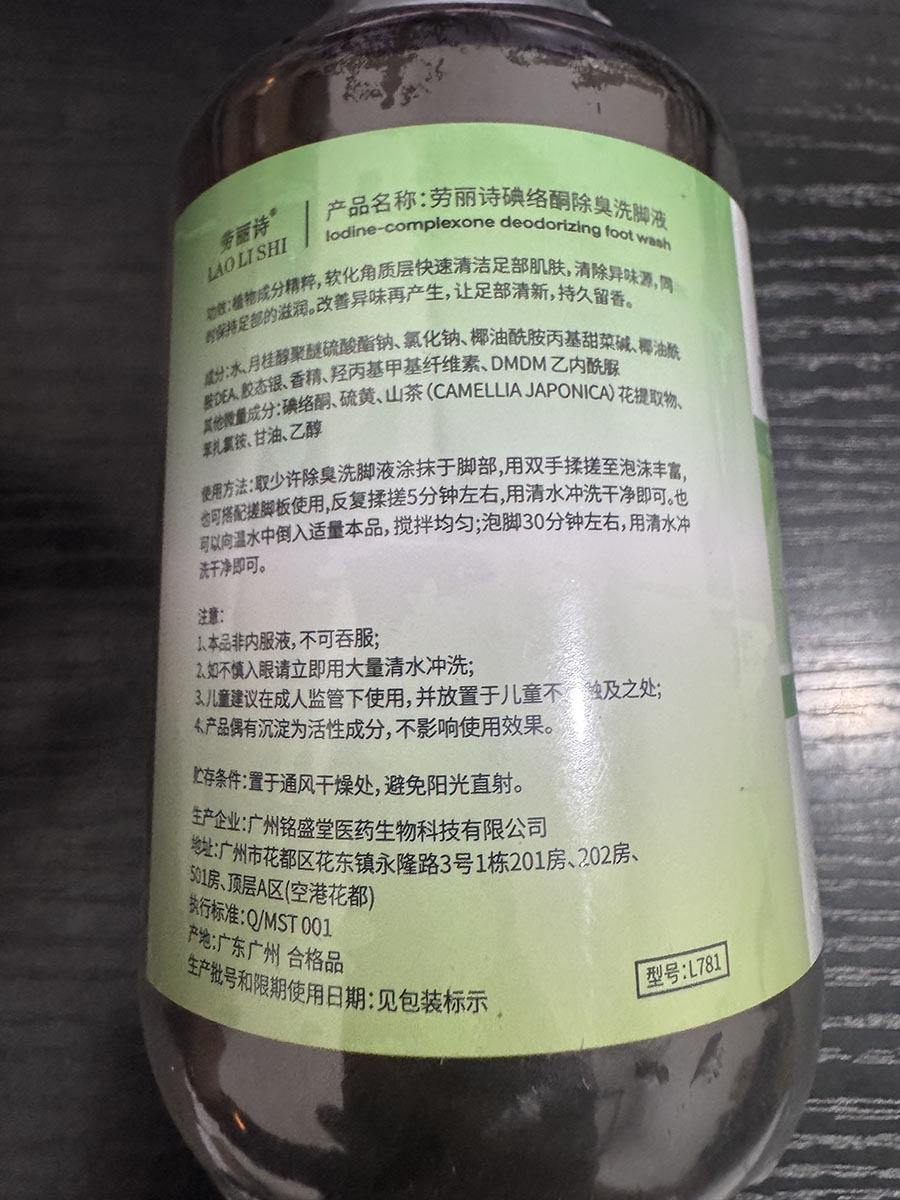 劳丽诗®
LAO LI SHI
产品名称：劳丽诗碘络酮除臭洗脚液
Iodine-complexone deodorizing foot wash
功效：植物成分精粹，软化角质层快速清洁足部肌肤，清除异味源，同
时保持足部的滋润。改善异味再产生，让足部清新，持久留香。
成分：水、月桂醇聚醚硫酸酯钠、氯化钠、椰油酰胺丙基甜菜碱、椰油酰
胺DEA、胶态银、香精、羟丙基甲基纤维素、DMDM乙内酰脲
其他微量成分：碘络酮、硫黄、山茶（CAMELLIA JAPONICA）花提取物、
苯扎氯铵、甘油、乙醇
使用方法：取少许除臭洗脚液涂抹于脚部，用双手揉搓至泡沫丰富，
也可搭配搓脚板使用，反复揉搓5分钟左右，用清水冲洗干净即可。也
可以向温水中倒入适量本品，搅拌均匀；泡脚30分钟左右，用清水冲
洗干净即可。
注意：
1、本品非内服液，不可吞服；
2、如不慎入眼请立即用大量清水冲洗；
3、儿童建议在成人监管下使用，并放置于儿童不 触及之处；
4、产品偶有沉淀为活性成分，不影响使用效果。
贮存条件：置于通风干燥处，避免阳光直射。
生产企业：广州铭盛堂医药生物科技有限公司
地址：广州市花都区花东镇永隆路3号1栋201房、202房、
501房、顶层A区(空港花都)
执行标准：Q/MST 001
产地：广东广州 合格品
生产批号和限期使用日期：见包装标示
型号：L781